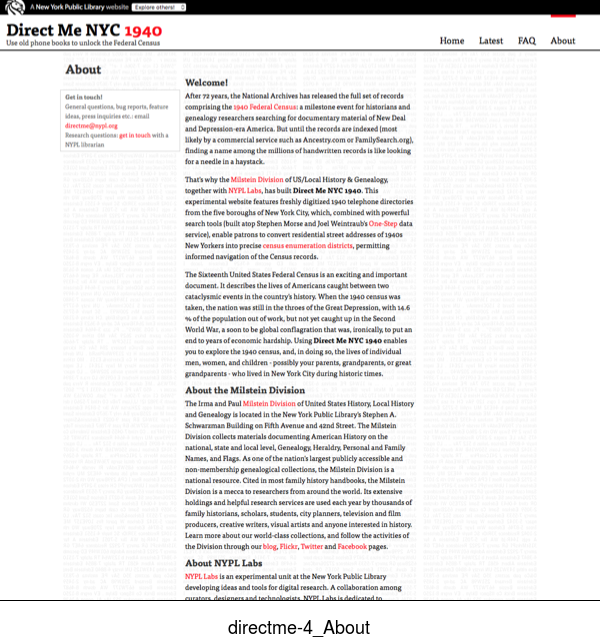 A New York Public Library website Explore others!
Direct Me NYC 1940
Use old phone books to unlock the Federal Census
Home Latest FAQ About
About
Get in touch!
General questions, bug reports, feature
ideas, press inquiries etc.: email
directme@nypl.org
Research questions: get in touch with a
NYPL librarian
Welcome!
After 72 years, the National Archives has released the full set of records
comprising the 1940 Federal Census: a milestone event for historians and
genealogy researchers searching for documentary material of New Deal
and Depression-era America. But until the records are indexed (most
likely by a commercial service such as Ancestry.com or FamilySearch.org),
finding a name among the millions of handwritten records is like looking
for a needle in a haystack.
That's why the Milstein Division of US/Local History & Genealogy,
together with NYPL Labs, has built Direct Me NYC 1940. This
experimental website features freshly digitized 1940 telephone directories
from the five boroughs of New York City, which, combined with powerful
search tools (built atop Stephen Morse and Joel Weintraub's One-Step data
service), enable patrons to convert residential street addresses of 1940s
New Yorkers into precise census enumeration districts, permitting
informed navigation of the Census records.
The Sixteenth United States Federal Census is an exciting and important
document. It describes the lives of Americans caught between two
cataclysmic events in the country's history. When the 1940 census was
taken, the nation was still in the throes of the Great Depression, with 14.6
% of the population out of work, but not yet caught up in the Second
World War, a soon to be global conflagration that was, ironically, to put an
end to years of economic hardship. Using Direct Me NYC 1940 enables
you to explore the 1940 census, and, in doing so, the lives of individual
men, women, and children - possibly your parents, grandparents, or great
grandparents - who lived in New York City during historic times.
About the Milstein Division
The Irma and Paul Milstein Division of United States History, Local History
and Genealogy is located in the New York Public Library's Stephen A.
Schwarzman Building on Fifth Avenue and 42nd Street. The Milstein
Division collects materials documenting American History on the
national, state and local level, Genealogy, Heraldry, Personal and Family
Names, and Flags. As one of the nation's largest publicly accessible and
non-membership genealogical collections, the Milstein Division is a
national resource. Cited in most family history handbooks, the Milstein
Division is a mecca to researchers from around the world. Its extensive
holdings and helpful research services are used each year by thousands of
family historians, scholars, students, city planners, television and film
producers, creative writers, visual artists and anyone interested in history.
Learn more about our world-class collections, and follow the activities of
the Division through our blog, Flickr, Twitter and Facebook pages.
About NYPL Labs
NYPL Labs is an experimental unit at the New York Public Library
developing ideas and tools for digital research. A collaboration among
curators, designers and technologists, NYPL Labs is dedicated to
directme-4_About